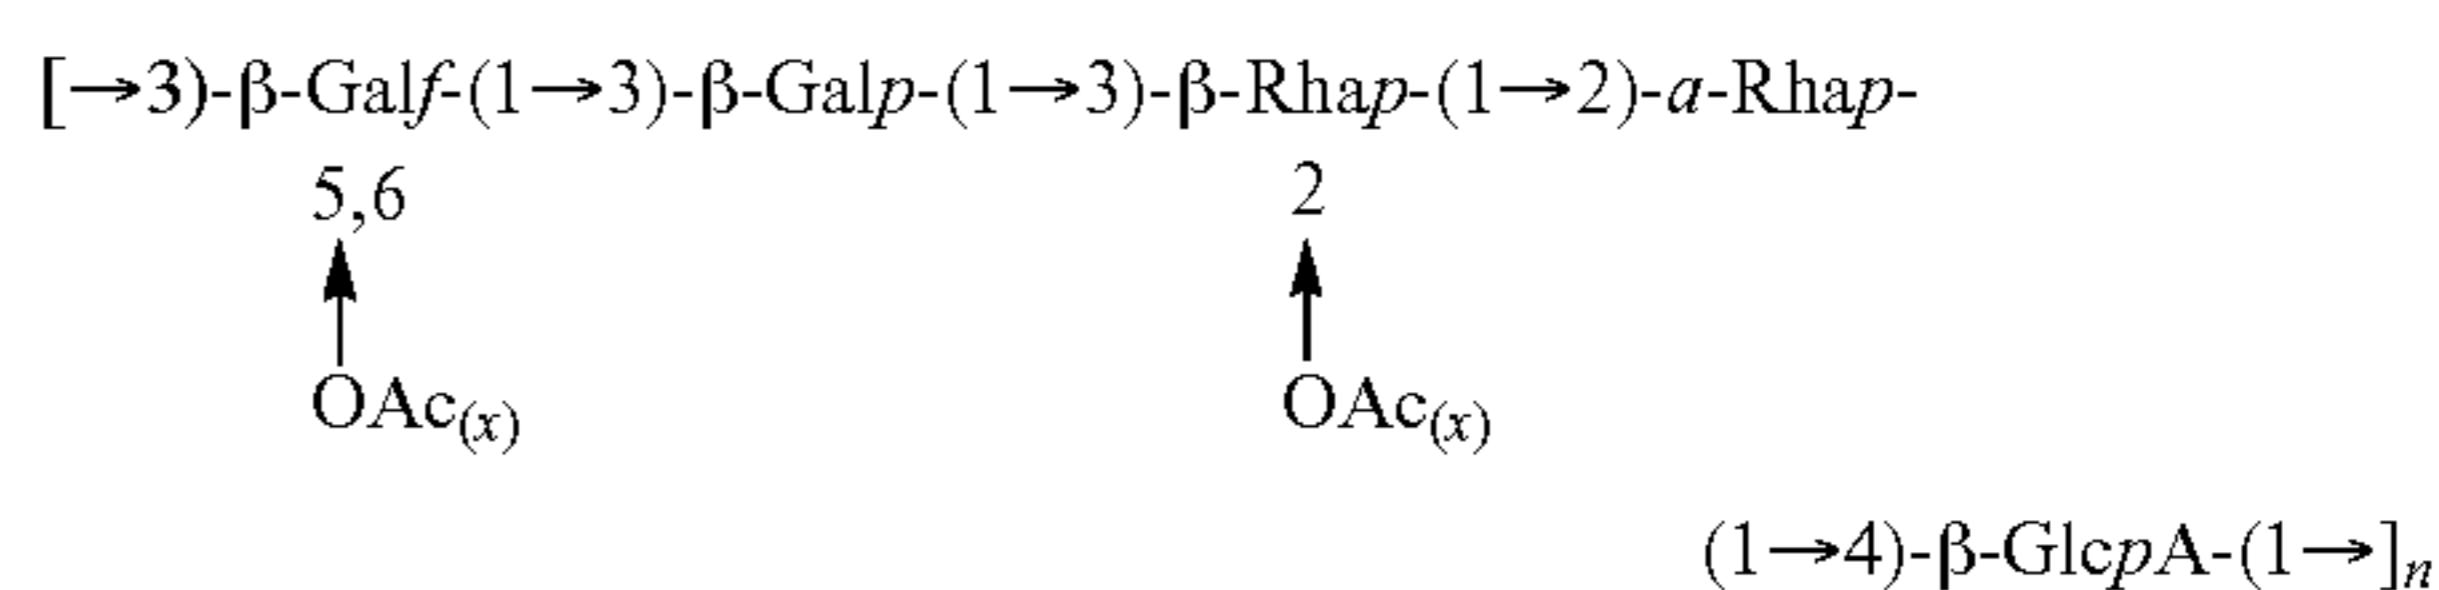 [→3)-β-Galf-(1→3)-β-Galp-(1→3)-β-Rhap-(1→2)-a-Rhap-
5,6 2
OAc(x) OAc(x)
(1→4)-β-GlcpA-(1→]n